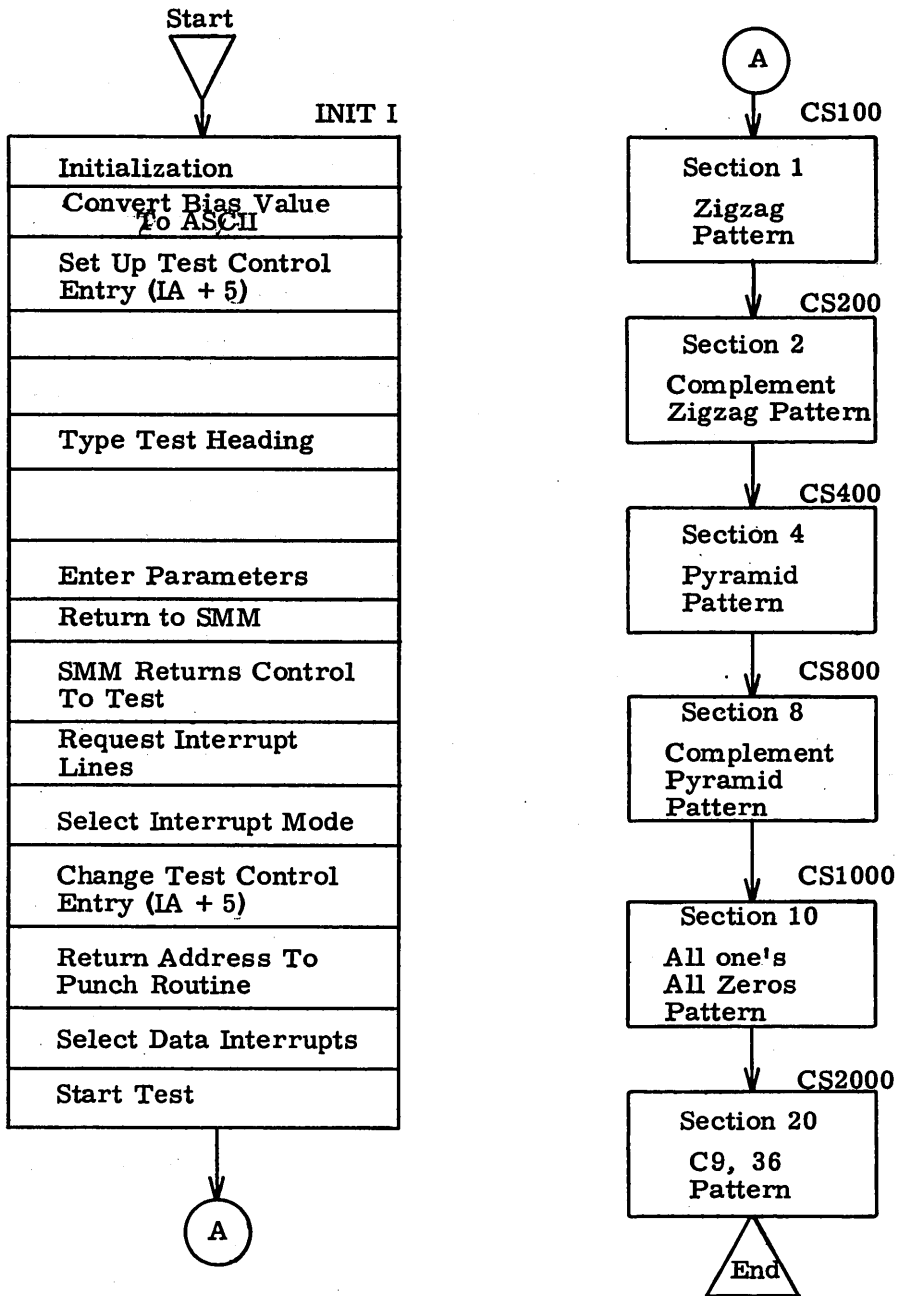 Start
INIT I
Initialization
Convert Bias Value
To ASCII
Set Up Test Control
Entry (IA + 5)
Type Test Heading
Enter Parameters
Return to SMM
SMM Returns Control
To Test
Request Interrupt
Lines
Select Interrupt Mode
Change Test Control
Entry (IA + 5)
Return Address To
Punch Routine
Select Data Interrupts
Start Test
A
A
CS100
Section 1
Zigzag
Pattern
CS200
Section 2
Complement
Zigzag Pattern
CS400
Section 4
Pyramid
Pattern
CS800
Section 8
Complement
Pyramid
Pattern
CS1000
Section 10
All one's
All Zeros
Pattern
CS2000
Section 20
C9, 36
Pattern
End